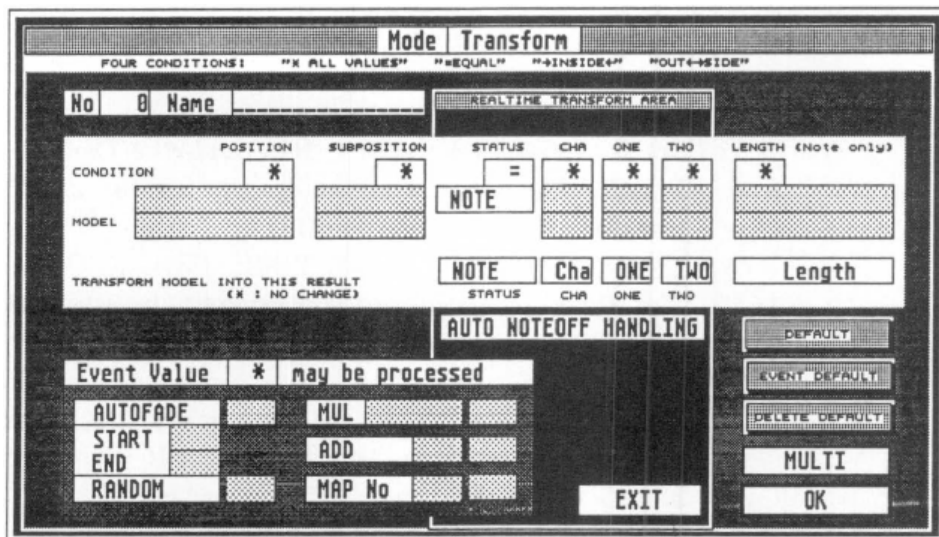 Mode Transform
FOUR CONDITIONS: "* ALL VALUES" "=EQUAL" "→INSIDE←" "OUT←→SIDE"
No 0 Name ____________________
REALTIME TRANSFORM AREA
POSITION SUBPOSITION STATUS CHA ONE TWO LENGTH (Note only)
CONDITION * * = * * * *
NOTE
MODEL
NOTE Cha ONE TWO Length
TRANSFORM MODEL INTO THIS RESULT
(* : NO CHANGE)
STATUS CHA ONE TWO
AUTO NOTEOFF HANDLING
DEFAULT
Event Value * may be processed
EVENT DEFAULT
AUTOFADE MUL
DELETE DEFAULT
START
END
ADD
MULTI
RANDOM MAP No
EXIT OK